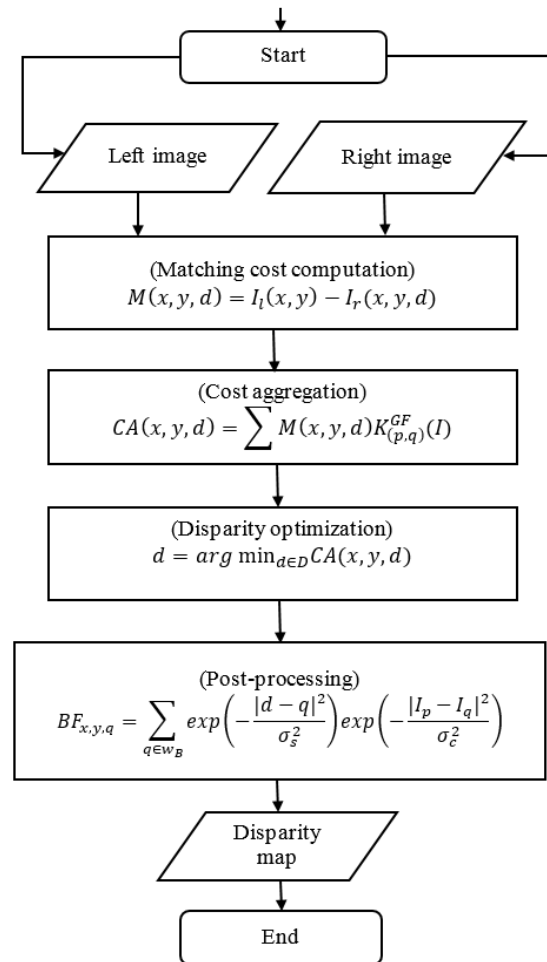 Start
Left image
Right image
(Matching cost computation)
M(x, y, d) = I_l(x, y) − I_r(x, y, d)
(Cost aggregation)
CA(x, y, d) = ∑ M(x, y, d)K^{GF}_{(p,q)}(I)
(Disparity optimization)
d = arg min_{d∈D} CA(x, y, d)
(Post-processing)
BF_{x,y,q} = ∑_{q∈w_B} exp(−|d − q|²/σ_s²) exp(−|I_p − I_q|²/σ_c²)
Disparity
map
End